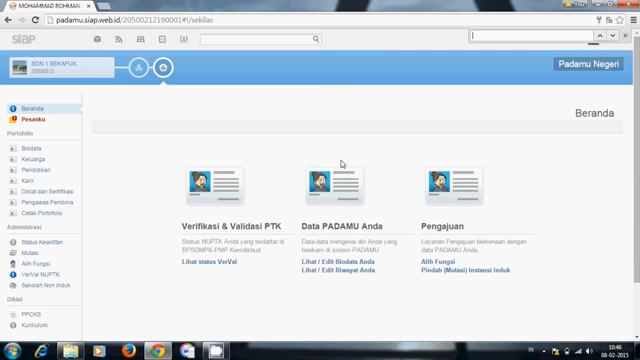 MOHAMMAD ROHMAN
padamu.siap.web.id/20500212190001#!/sekilas
siap
SDN 1 SEKAPUK
20500212
Padamu Negeri
Beranda
Beranda
Pesanku
Portofolio
Biodata
Keluarga
Pendidikan
Karir
Diklat dan Sertifikasi
Pengawas Pembina
Cetak Portofolio
Administrasi
Status Keaktifan
Mutasi
Alih Fungsi
VerVal NUPTK
Sekolah Non Induk
Diklat
PPCKS
Kurikulum
Verifikasi & Validasi PTK
Status NUPTK Anda yang terdaftar di
BPSDMPK-PMP Kemdikbud.
Lihat status VerVal
Data PADAMU Anda
Data-data mengenai diri Anda yang
terekam di sistem PADAMU
Lihat / Edit Biodata Anda
Lihat / Edit Riwayat Anda
Pengajuan
Layanan Pengajuan berkenaan dengan
data PADAMU Anda.
Alih Fungsi
Pindah (Mutasi) Instansi Induk
IN
10:46
08-02-2015